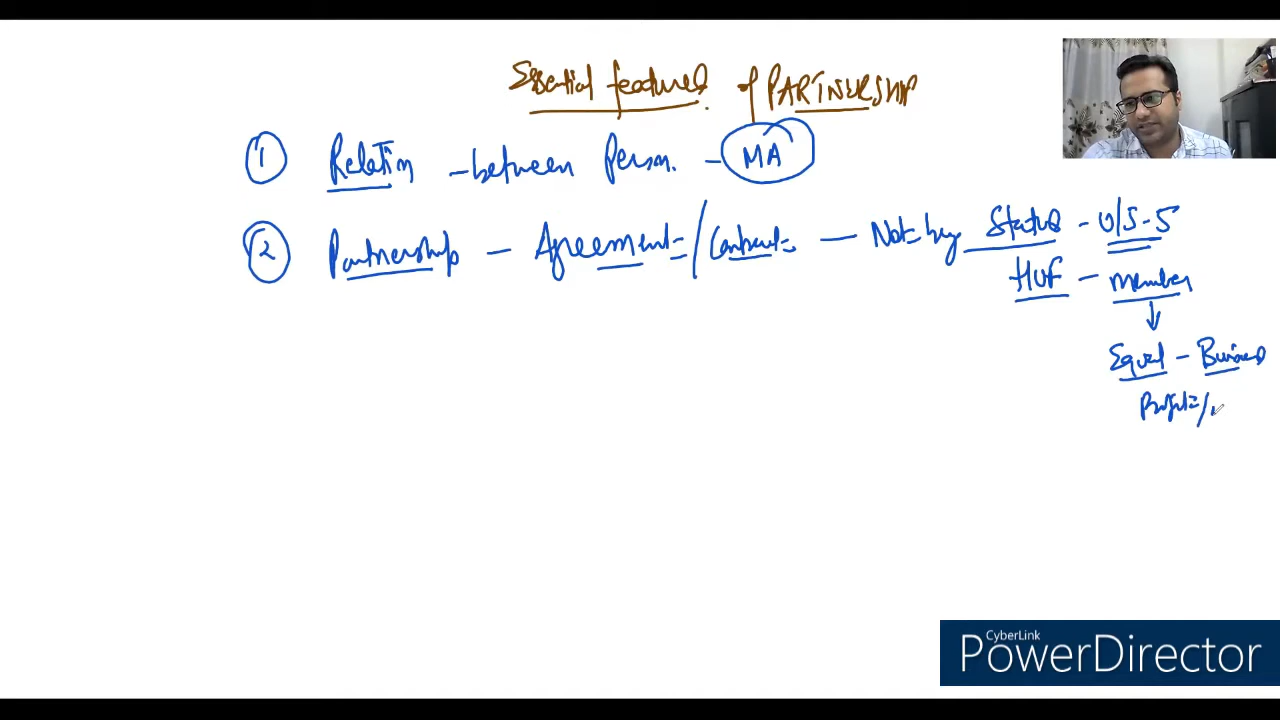 Essential features of PARTNERSHIP
1 Relation - between Person. - MA
2 Partnership - Agreement / Contract - Not by Status - U/S-5
HUF - member
↓
Equal - Business
Profit /
CyberLink
PowerDirector